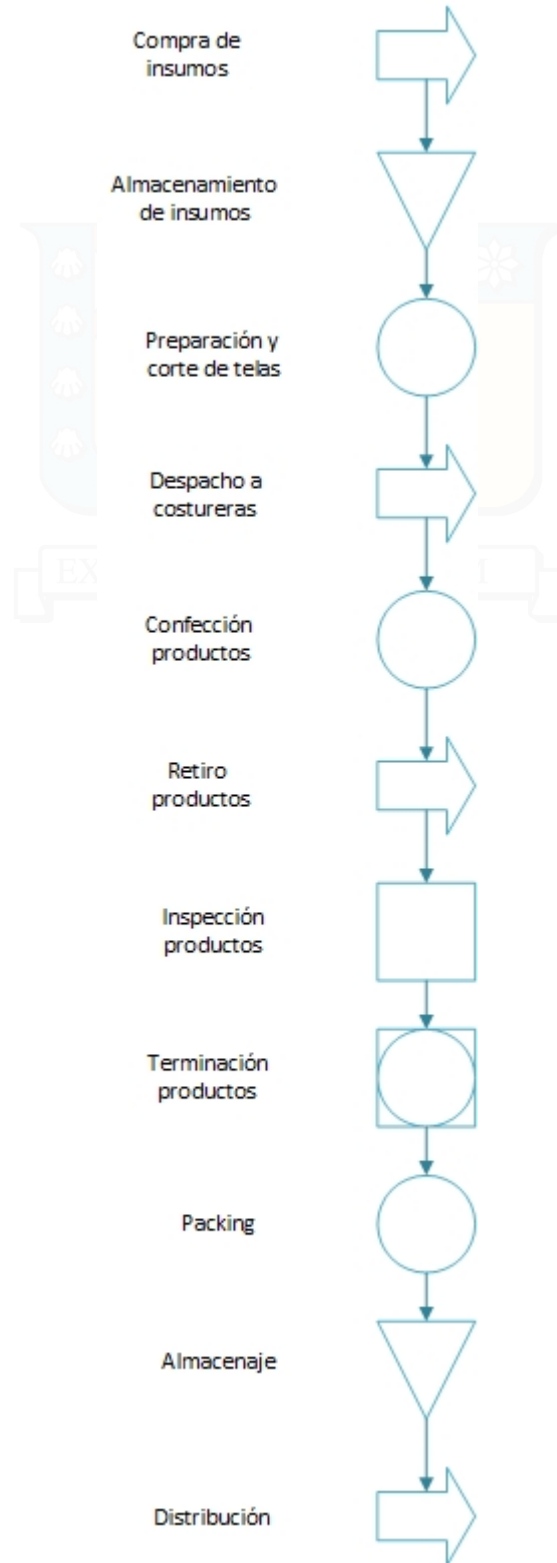 Compra de
insumos
Almacenamiento
de insumos
Preparación y
corte de telas
Despacho a
costureras
EX
Confección
productos
Retiro
productos
Inspección
productos
Terminación
productos
Packing
Almacenaje
Distribución